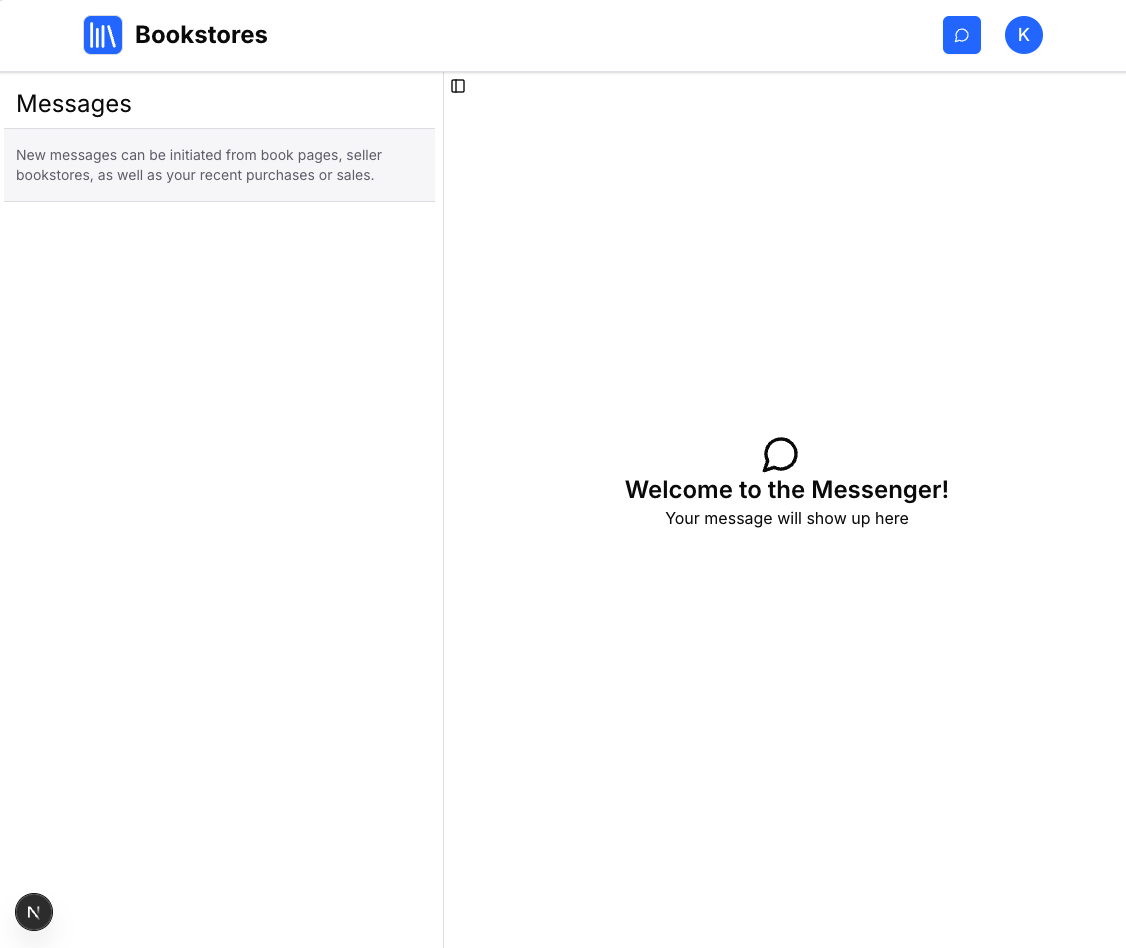 Bookstores
K
Messages
New messages can be initiated from book pages, seller
bookstores, as well as your recent purchases or sales.
Welcome to the Messenger!
Your message will show up here
N